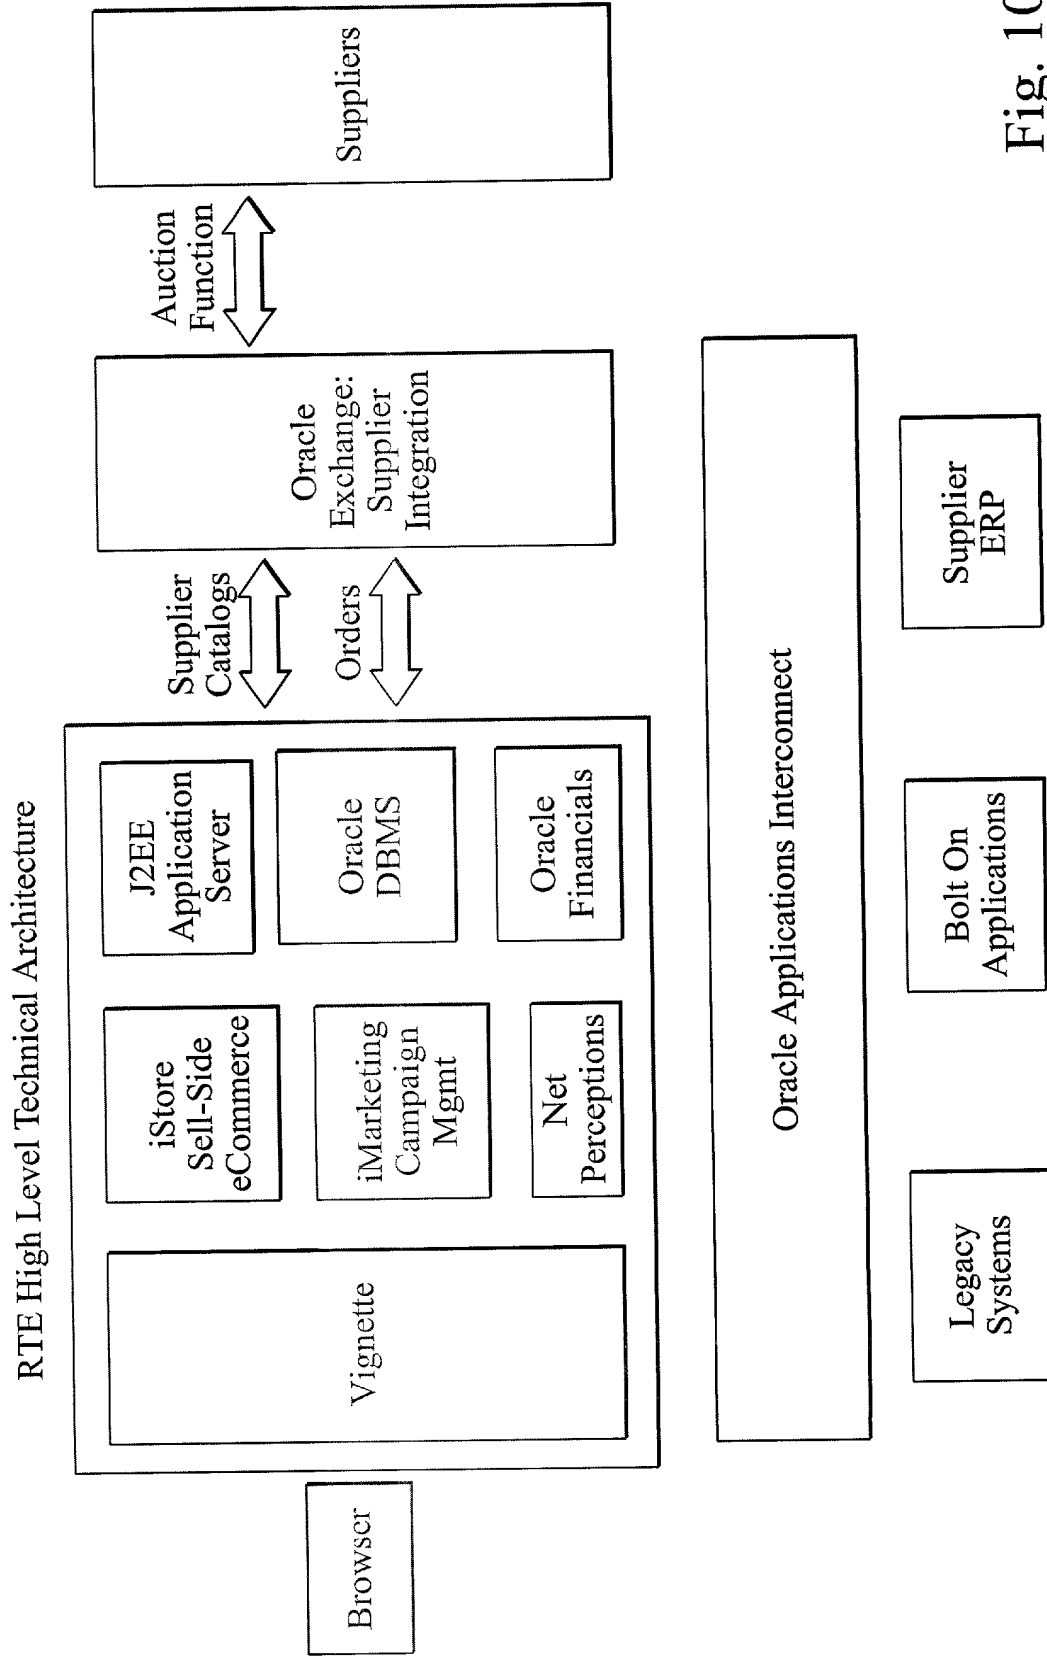 RTE High Level Technical Architecture
Browser
Vignette
iStore
Sell-Side
eCommerce
iMarketing
Campaign
Mgmt
Net
Perceptions
J2EE
Application
Server
Oracle
DBMS
Oracle
Financials
Supplier
Catalogs
Orders
Oracle
Exchange:
Supplier
Integration
Auction
Function
Suppliers
Oracle Applications Interconnect
Legacy
Systems
Bolt On
Applications
Supplier
ERP
Fig. 10